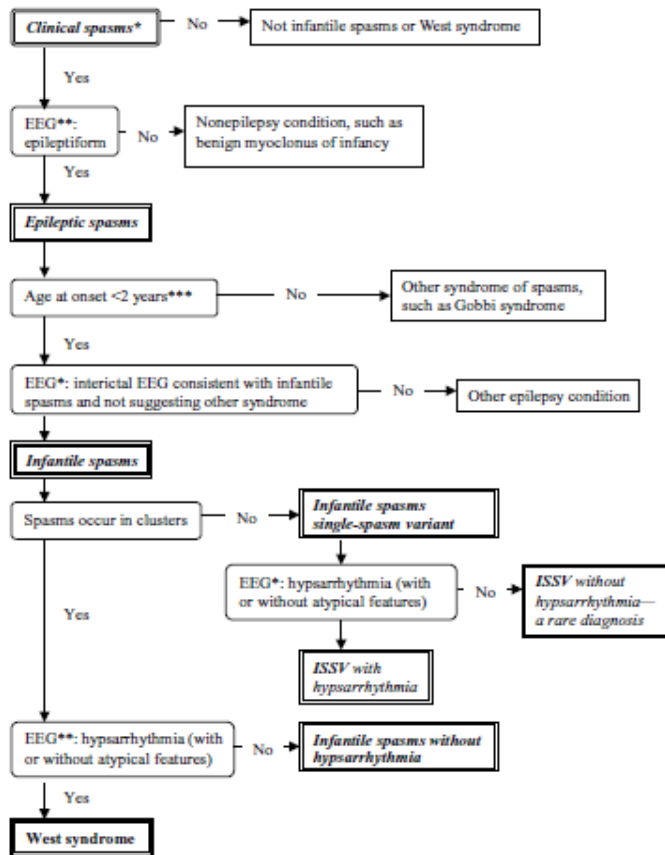 Clinical spasms*
No
Not infantile spasms or West syndrome
Yes
EEG**:
epileptiform
No
Nonepilepsy condition, such as
benign myoclonus of infancy
Yes
Epileptic spasms
Age at onset <2 years***
No
Other syndrome of spasms,
such as Gobbi syndrome
Yes
EEG*: interictal EEG consistent with infantile
spasms and not suggesting other syndrome
No
Other epilepsy condition
Infantile spasms
Spasms occur in clusters
No
Infantile spasms
single-spasm variant
Yes
EEG*: hypsarrhythmia (with
or without atypical features)
No
ISSV without
hypsarrhythmia—
a rare diagnosis
ISSV with
hypsarrhythmia
EEG**: hypsarrhythmia (with
or without atypical features)
No
Infantile spasms without
hypsarrhythmia
Yes
West syndrome